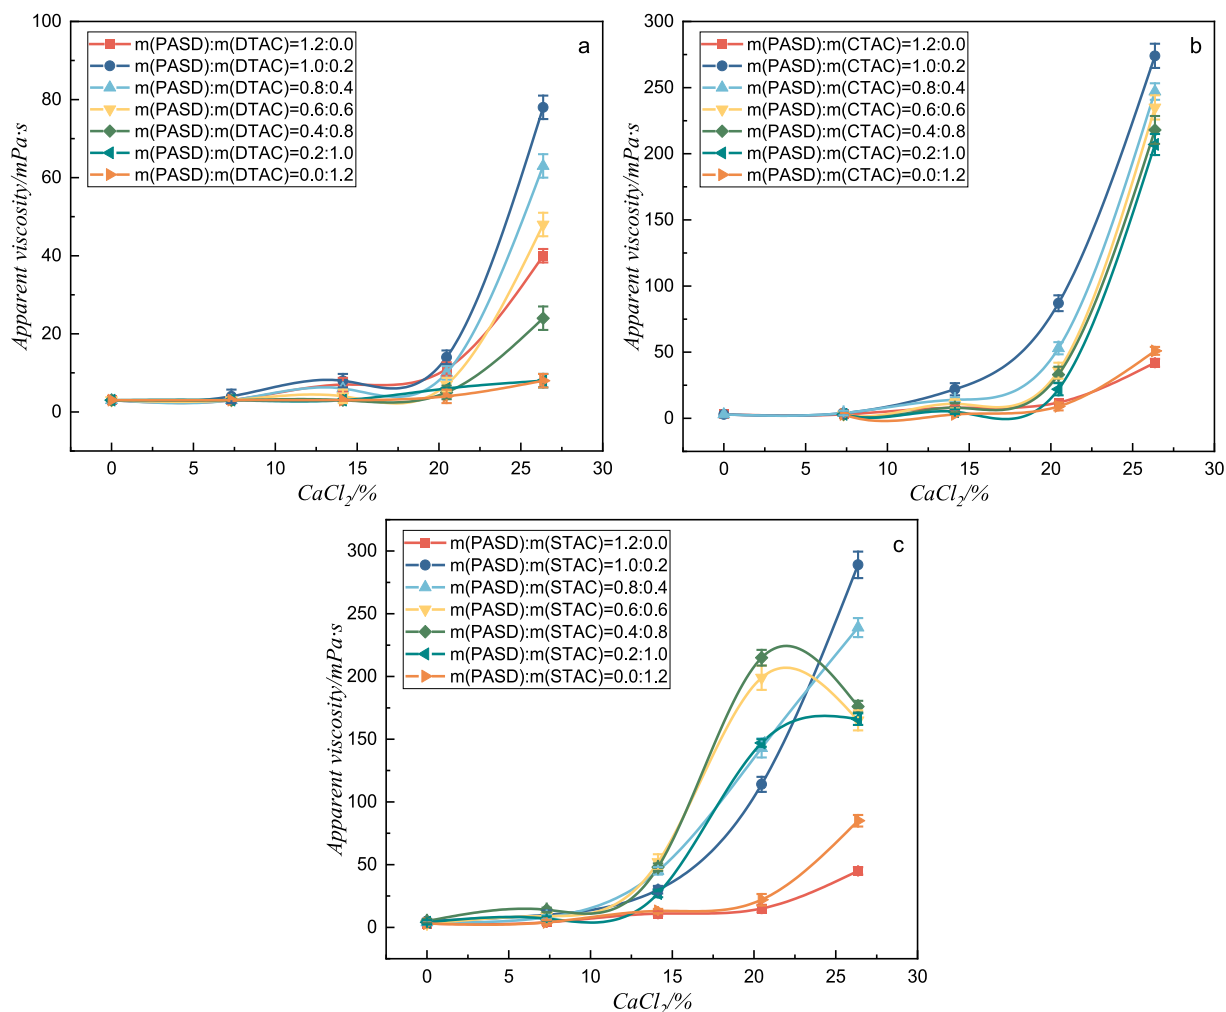 a
m(PASD):m(DTAC)=1.2:0.0
m(PASD):m(DTAC)=1.0:0.2
m(PASD):m(DTAC)=0.8:0.4
m(PASD):m(DTAC)=0.6:0.6
m(PASD):m(DTAC)=0.4:0.8
m(PASD):m(DTAC)=0.2:1.0
m(PASD):m(DTAC)=0.0:1.2
Apparent viscosity/mPa·s
100
80
60
40
20
0
0 5 10 15 20 25 30
CaCl2/%
b
m(PASD):m(CTAC)=1.2:0.0
m(PASD):m(CTAC)=1.0:0.2
m(PASD):m(CTAC)=0.8:0.4
m(PASD):m(CTAC)=0.6:0.6
m(PASD):m(CTAC)=0.4:0.8
m(PASD):m(CTAC)=0.2:1.0
m(PASD):m(CTAC)=0.0:1.2
Apparent viscosity/mPa·s
300
250
200
150
100
50
0
0 5 10 15 20 25 30
CaCl2/%
c
m(PASD):m(STAC)=1.2:0.0
m(PASD):m(STAC)=1.0:0.2
m(PASD):m(STAC)=0.8:0.4
m(PASD):m(STAC)=0.6:0.6
m(PASD):m(STAC)=0.4:0.8
m(PASD):m(STAC)=0.2:1.0
m(PASD):m(STAC)=0.0:1.2
Apparent viscosity/mPa·s
300
250
200
150
100
50
0
0 5 10 15 20 25 30
CaCl2/%